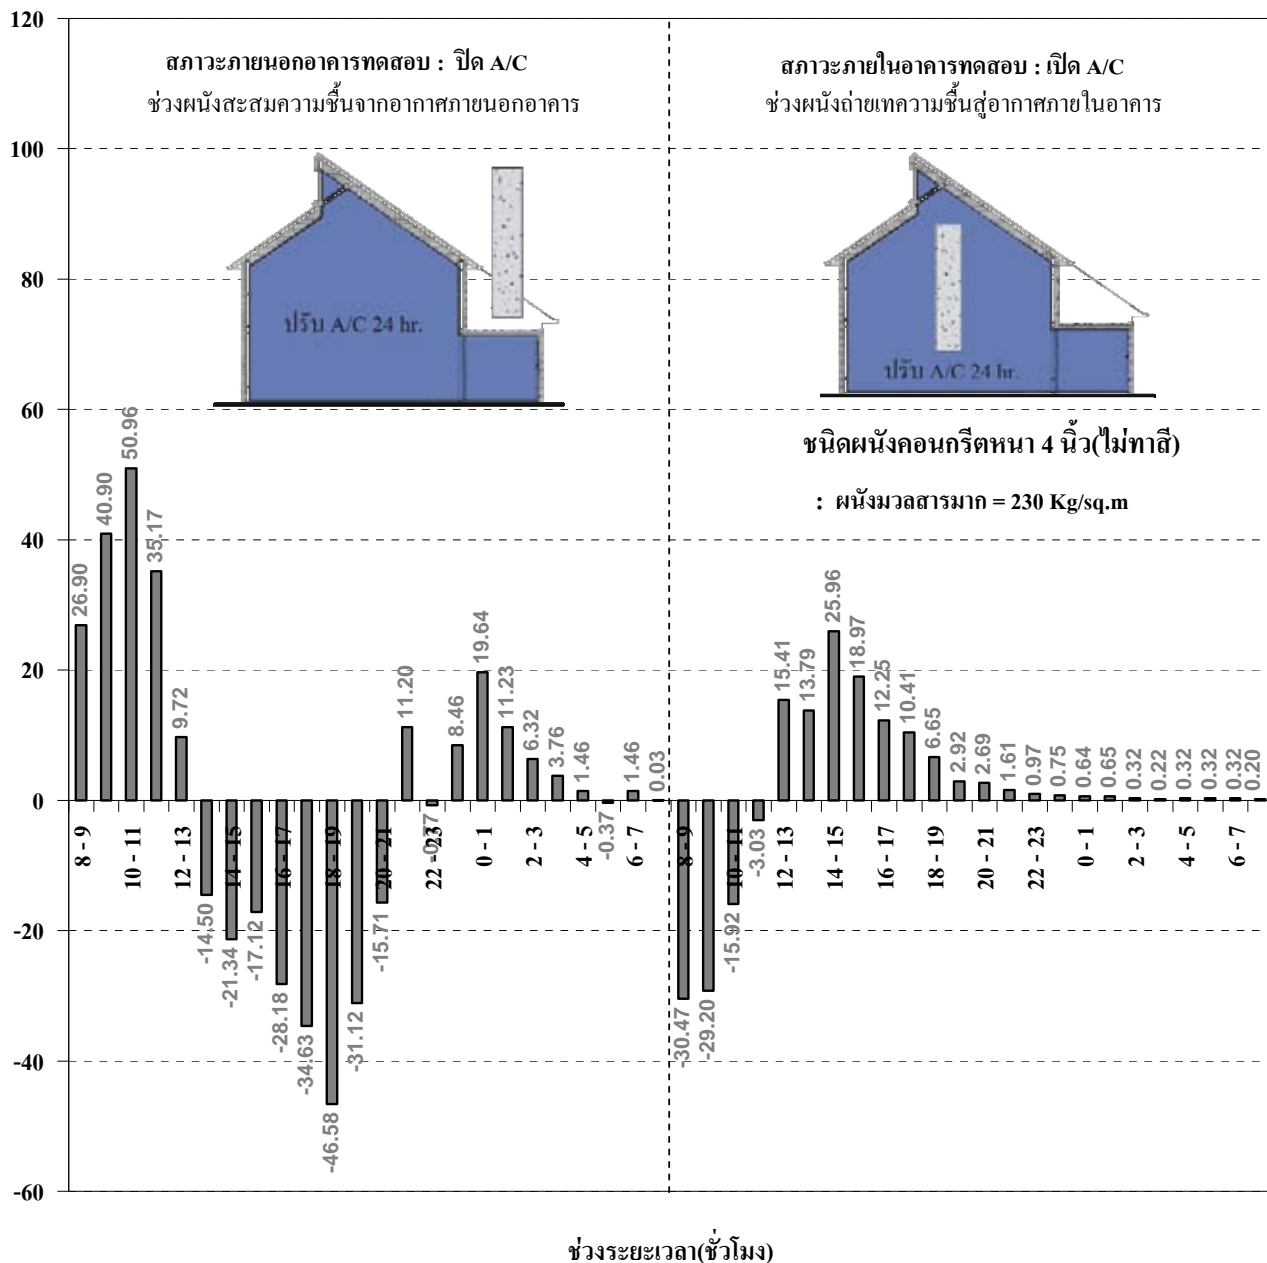 120
100
80
60
40
20
0
-20
-40
-60
สภาวะภายนอกอาคารทดสอบ : ปิด A/C
ช่วงผนังสะสมความชื้นจากอากาศภายนอกอาคาร
ปรับ A/C 24 hr.
สภาวะภายในอาคารทดสอบ : เปิด A/C
ช่วงผนังถ่ายเทความชื้นสู่อากาศภายในอาคาร
ปรับ A/C 24 hr.
ชนิดผนังคอนกรีตหนา 4 นิ้ว(ไม่ทาสี)
: ผนังมวลสารมาก = 230 Kg/sq.m
26.90
40.90
50.96
35.17
9.72
-14.50
-21.34
-17.12
-28.18
-34.63
-46.58
-31.12
-15.71
11.20
-0.77
8.46
19.64
11.23
6.32
3.76
1.46
-0.37
1.46
0.03
-30.47
-29.20
-15.92
-3.03
15.41
13.79
25.96
18.97
12.25
10.41
6.65
2.92
2.69
1.61
0.97
0.75
0.64
0.65
0.32
0.22
0.32
0.32
0.32
0.20
8 - 9
10 - 11
12 - 13
14 - 15
16 - 17
18 - 19
20 - 21
22 - 23
0 - 1
2 - 3
4 - 5
6 - 7
8 - 9
10 - 11
12 - 13
14 - 15
16 - 17
18 - 19
20 - 21
22 - 23
0 - 1
2 - 3
4 - 5
6 - 7
ช่วงระยะเวลา(ชั่วโมง)